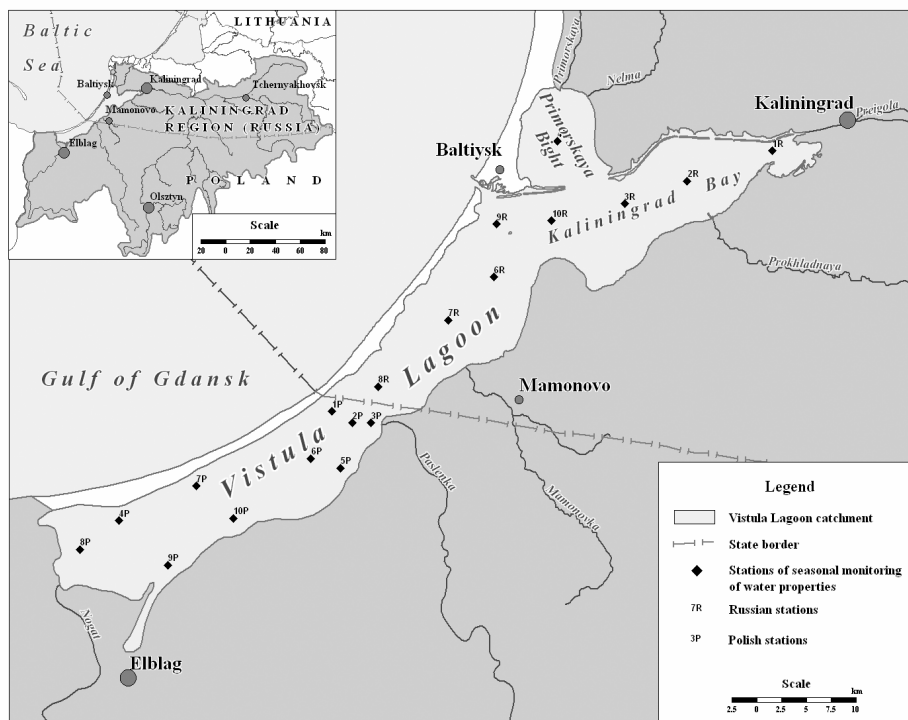 LITHUANIA
Baltic
Sea
Kaliningrad
Baltiysk
Tchernyakhovsk
Mamonovo
KALININGRAD
REGION (RUSSIA)
Elblag
POLAND
Olsztyn
Scale
km
20 0 20 40 60 80
Primorskaya
Nelma
Primorskaya
Bight
Kaliningrad
Preigola
Baltiysk
1R
2R
3R
Kaliningrad Bay
10R
9R
Prokhladnaya
6R
7R
Vistula Lagoon
Gulf of Gdansk
8R
Mamonovo
1P
2P
3P
6P
5P
Paslenka
Mamonovka
7P
4P
10P
8P
9P
Nogat
Elblag
Legend
Vistula Lagoon catchment
State border
Stations of seasonal monitoring
of water properties
7R
Russian stations
3P
Polish stations
Scale
km
2.5 0 2.5 5 7.5 10